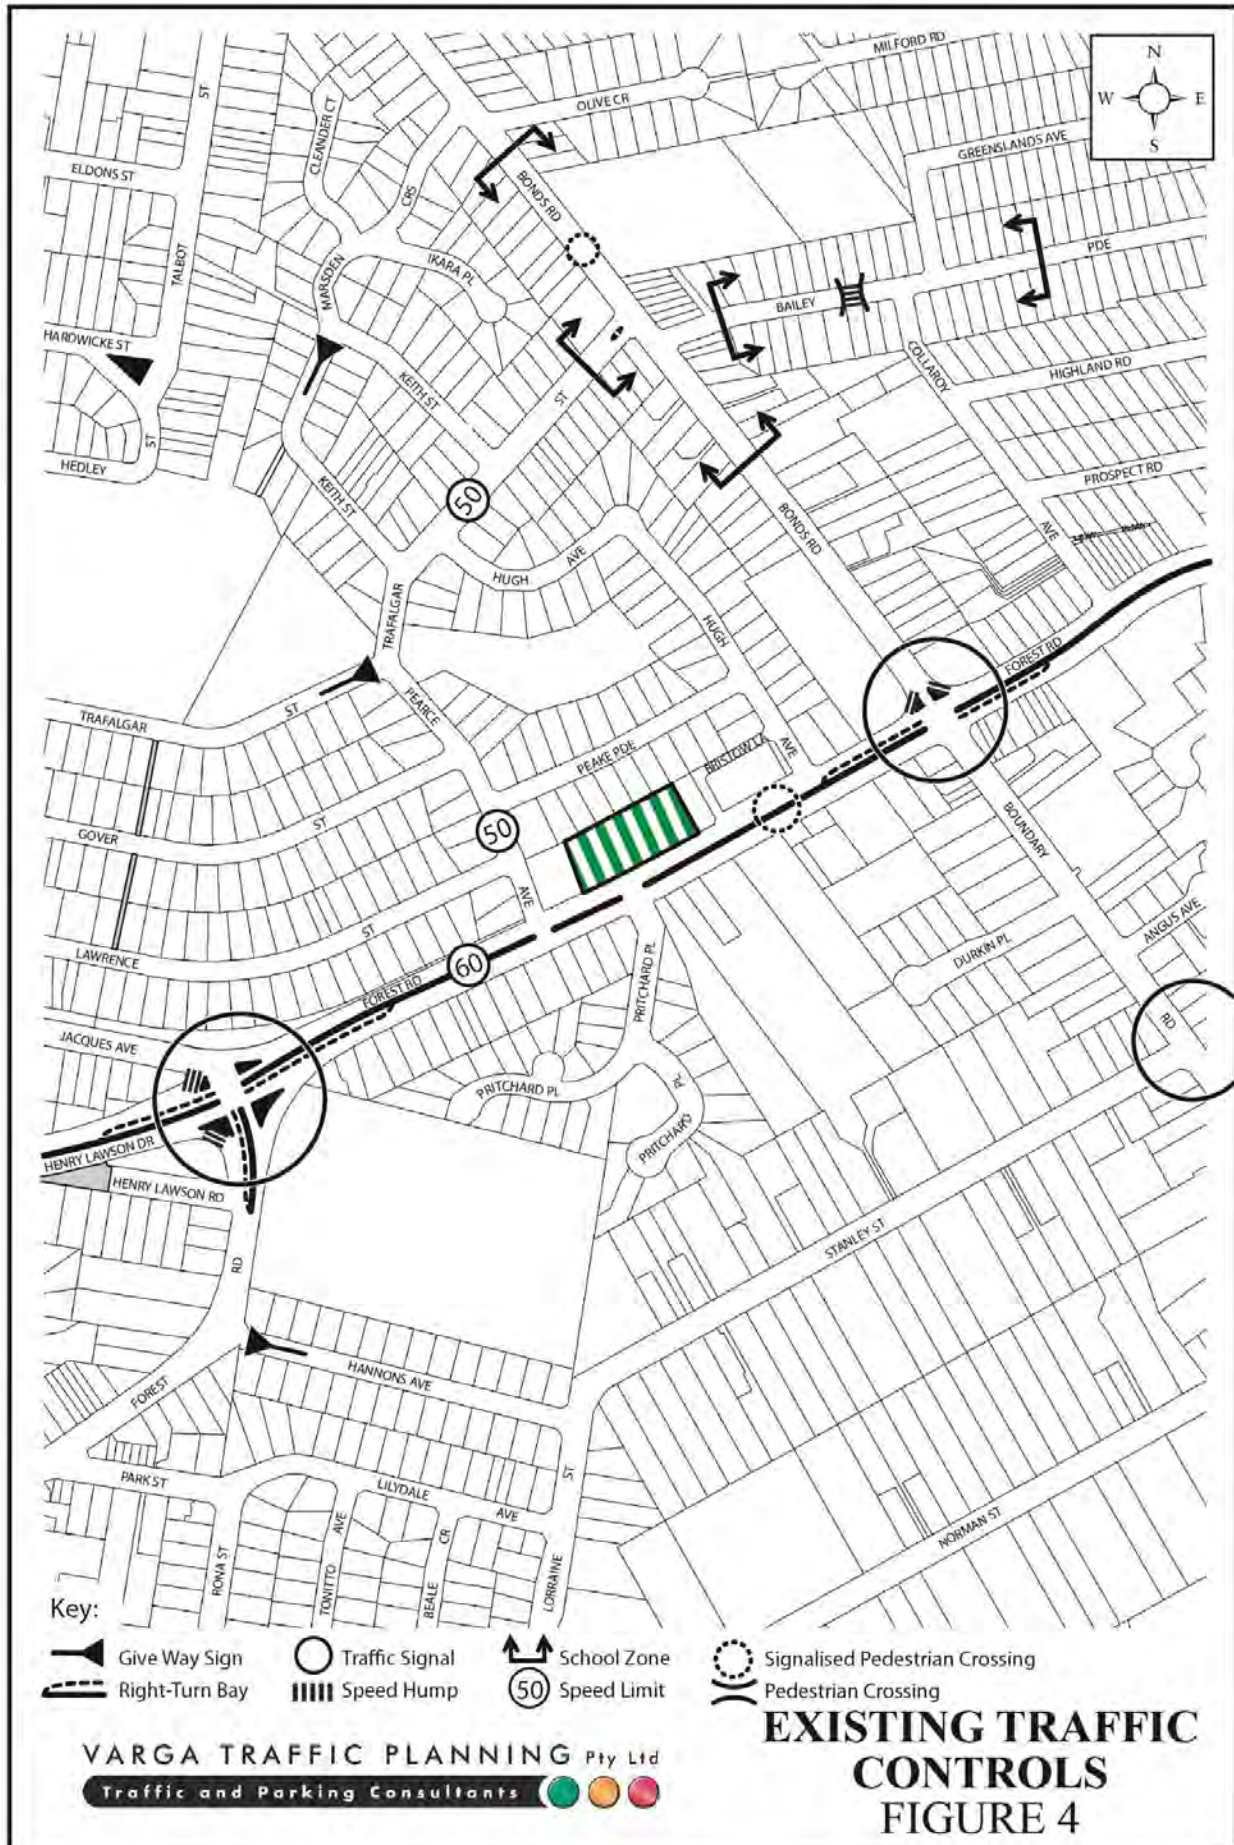 MILFORD RD
N
W E
S
OLIVE CR
CLEANDER CT
ST
GREENSLANDS AVE
ELDONS ST
CRS
BONDS RD
PDE
TALBOT
MARSDEN
IKARA PL
BAILEY
HARDWICKE ST
COLLAROY
HIGHLAND RD
KEITH ST
ST
ST
HEDLEY
PROSPECT RD
KEITH ST
50
BONDS RD
AVE
HUGH AVE
TRAFALGAR
HUGH
FOREST RD
TRAFALGAR ST
PEARCE
PEAKE PDE
BRISTOW LA
AVE
GOVER ST
50
BOUNDARY
AVE
ANGUS AVE
LAWRENCE ST
60
DURKIN PL
FOREST RD
PRITCHARD PL
RD
JACQUES AVE
PRITCHARD PL
PL
PRITCHARD
HENRY LAWSON DR
HENRY LAWSON RD
STANLEY ST
RD
HANNONS AVE
FOREST
PARK ST
LILYDALE AVE
ST
NORMAN ST
AVE
CR
RONA ST
TONITTO
BEALE
LORRAINE
Key:
Give Way Sign
Traffic Signal
School Zone
Signalised Pedestrian Crossing
Right-Turn Bay
Speed Hump
50 Speed Limit
Pedestrian Crossing
EXISTING TRAFFIC
CONTROLS
FIGURE 4
VARGA TRAFFIC PLANNING Pty Ltd
Traffic and Parking Consultants